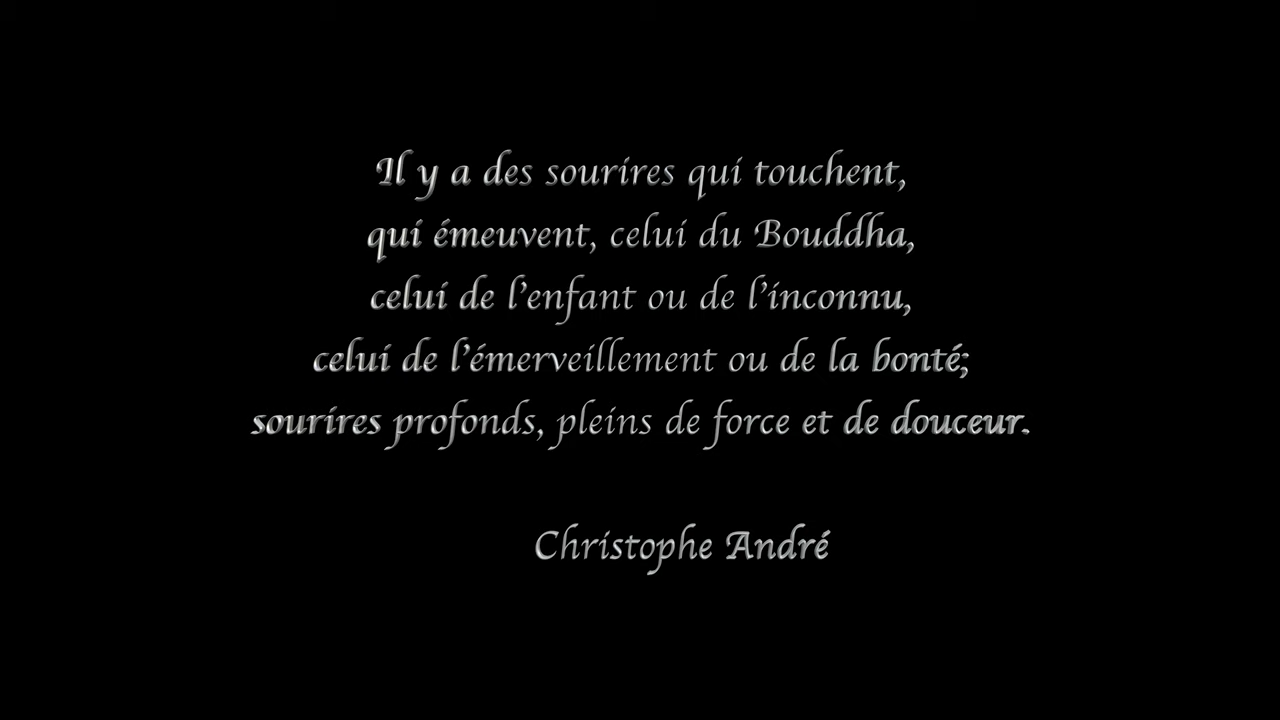 Il y a des sourires qui touchent,
qui émeuvent, celui du Bouddha,
celui de l'enfant ou de l'inconnu,
celui de l'émerveillement ou de la bonté;
sourires profonds, pleins de force et de douceur.
Christophe André